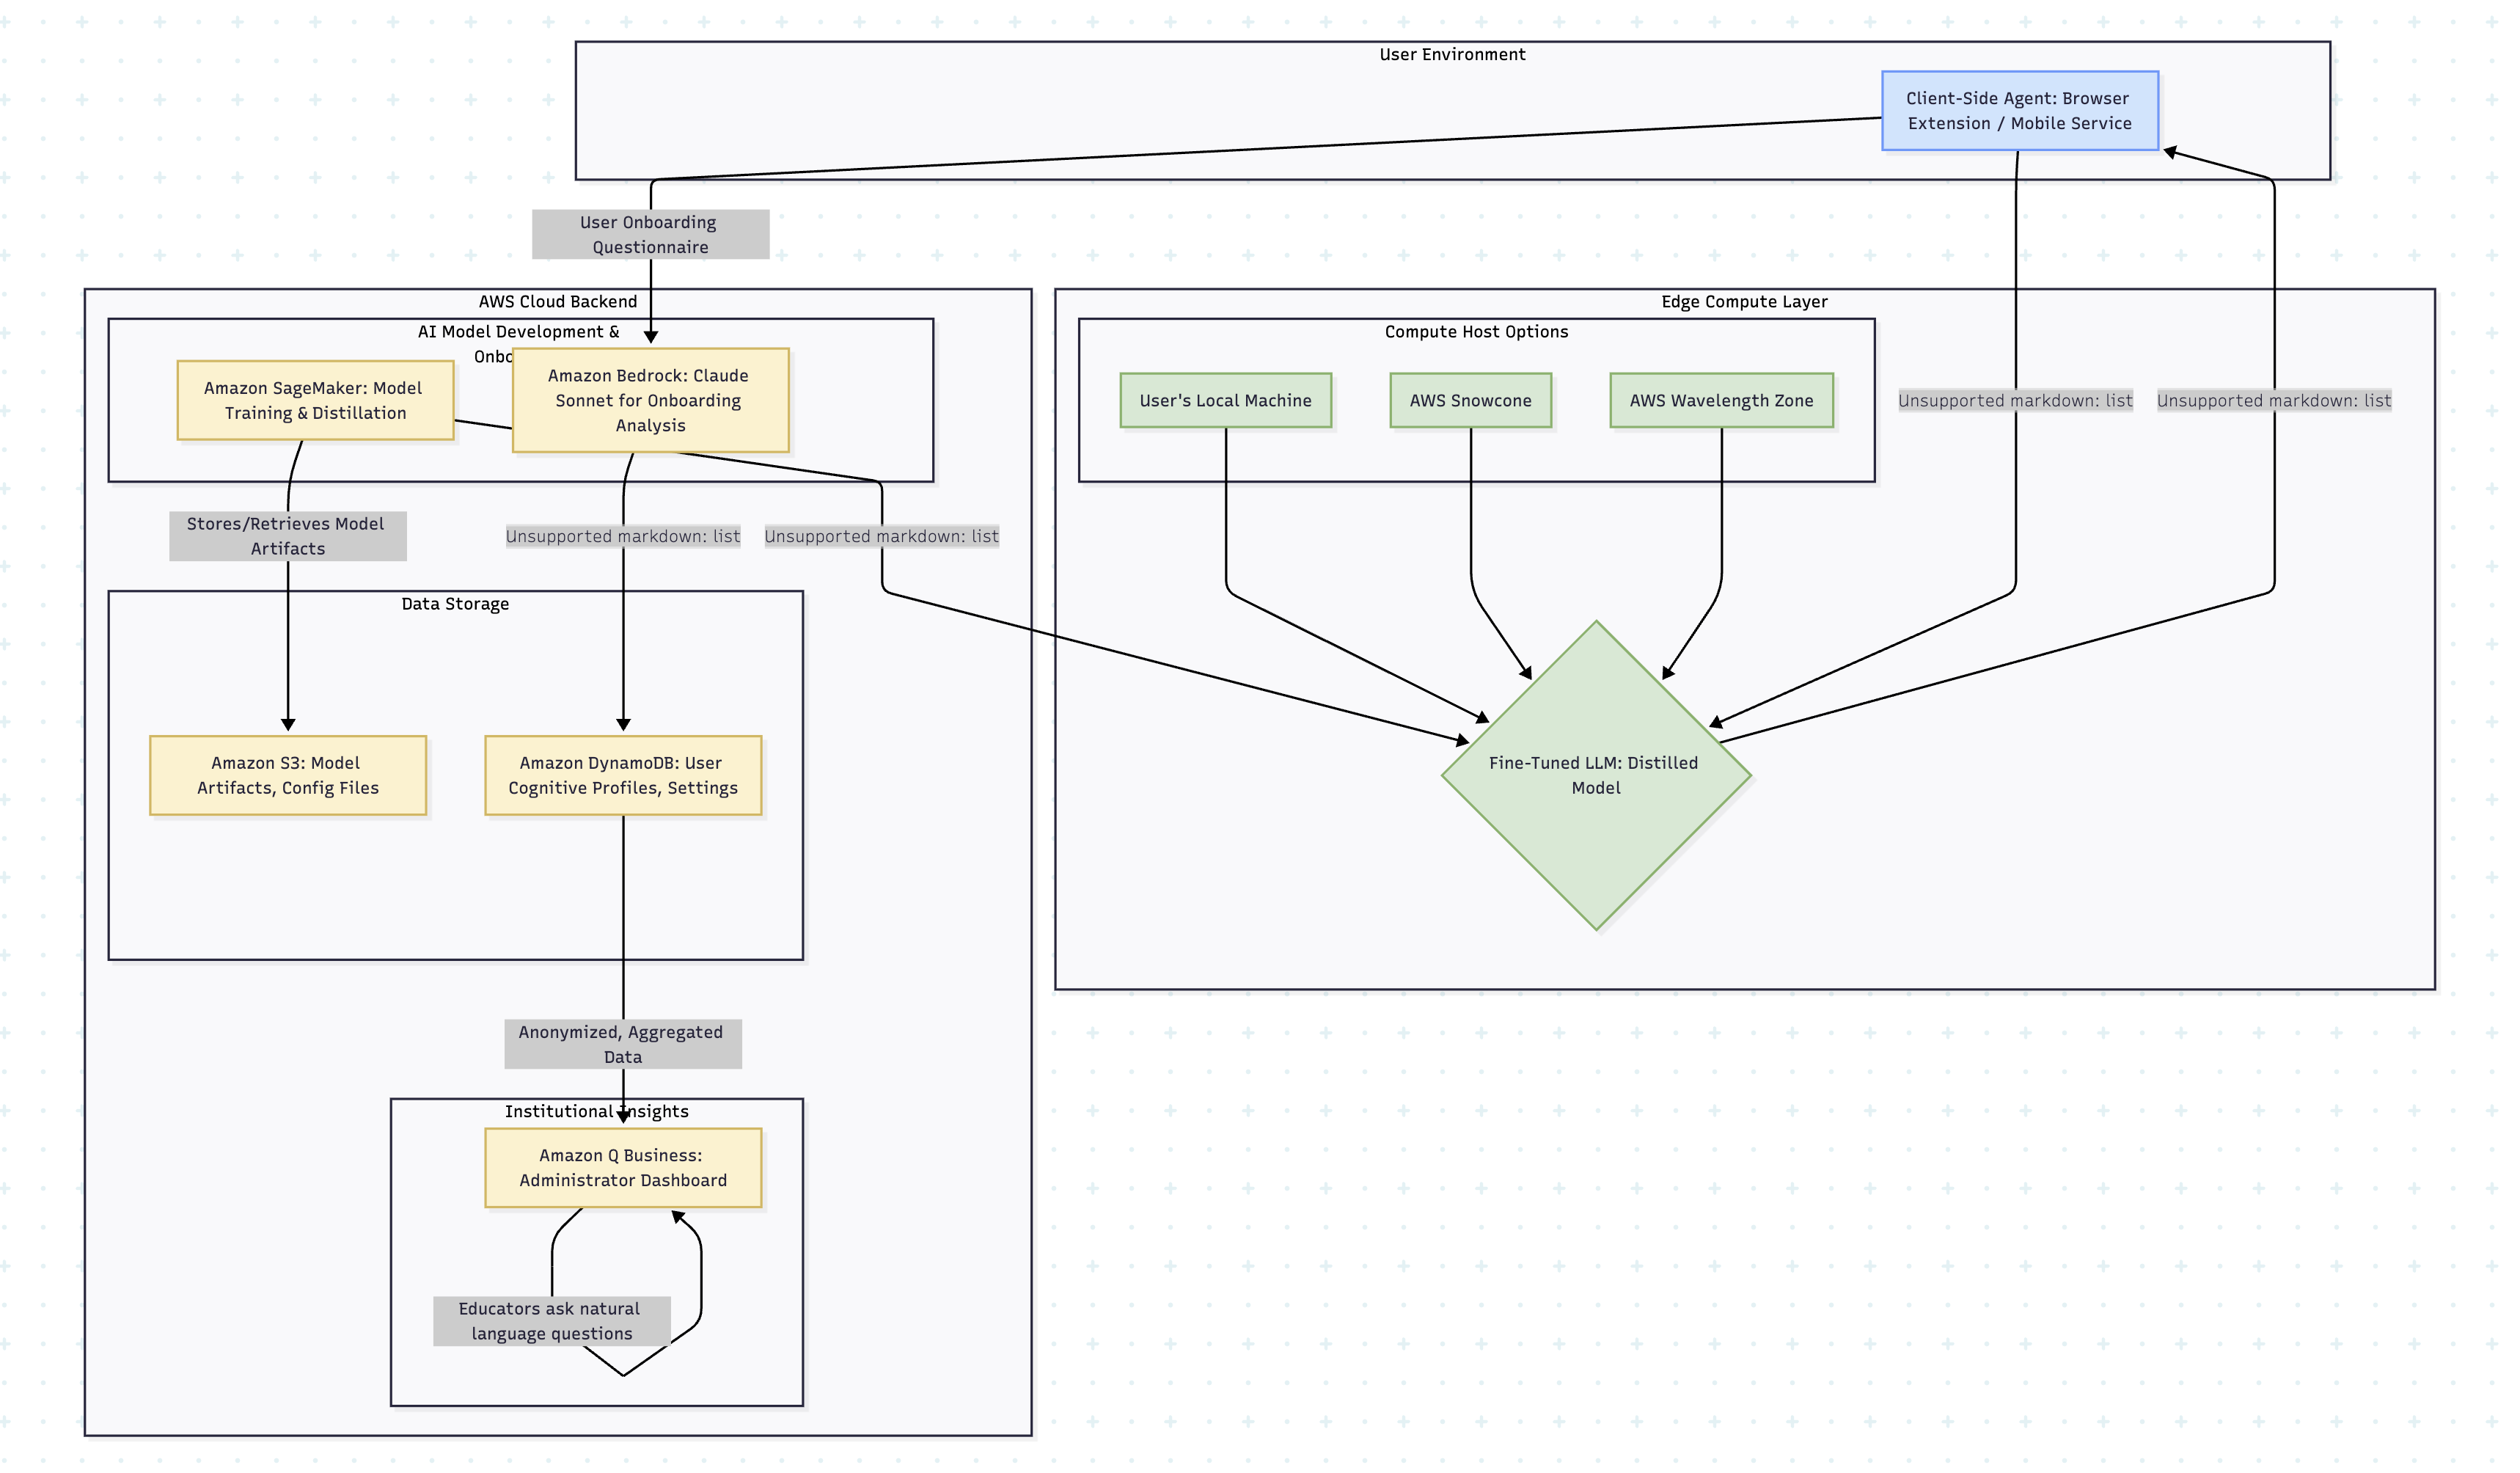 User Environment
Client-Side Agent: Browser
Extension / Mobile Service
User Onboarding
Questionnaire
AWS Cloud Backend
AI Model Development &
Onbo
Amazon SageMaker: Model
Training & Distillation
Amazon Bedrock: Claude
Sonnet for Onboarding
Analysis
Stores/Retrieves Model
Artifacts
Unsupported markdown: list
Unsupported markdown: list
Data Storage
Amazon S3: Model
Artifacts, Config Files
Amazon DynamoDB: User
Cognitive Profiles, Settings
Anonymized, Aggregated
Data
Institutional Insights
Amazon Q Business:
Administrator Dashboard
Educators ask natural
language questions
Edge Compute Layer
Compute Host Options
User's Local Machine
AWS Snowcone
AWS Wavelength Zone
Unsupported markdown: list
Unsupported markdown: list
Fine-Tuned LLM: Distilled
Model